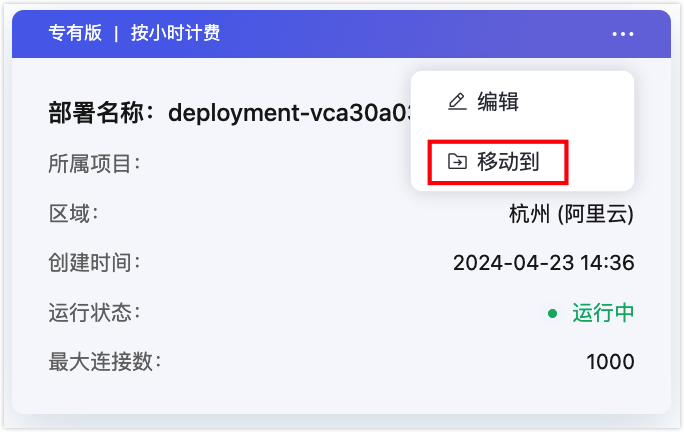 专有版 | 按小时计费
编辑
部署名称：deployment-vca30a03
移动到
所属项目：
区域： 杭州 (阿里云)
创建时间： 2024-04-23 14:36
运行状态： 运行中
最大连接数： 1000